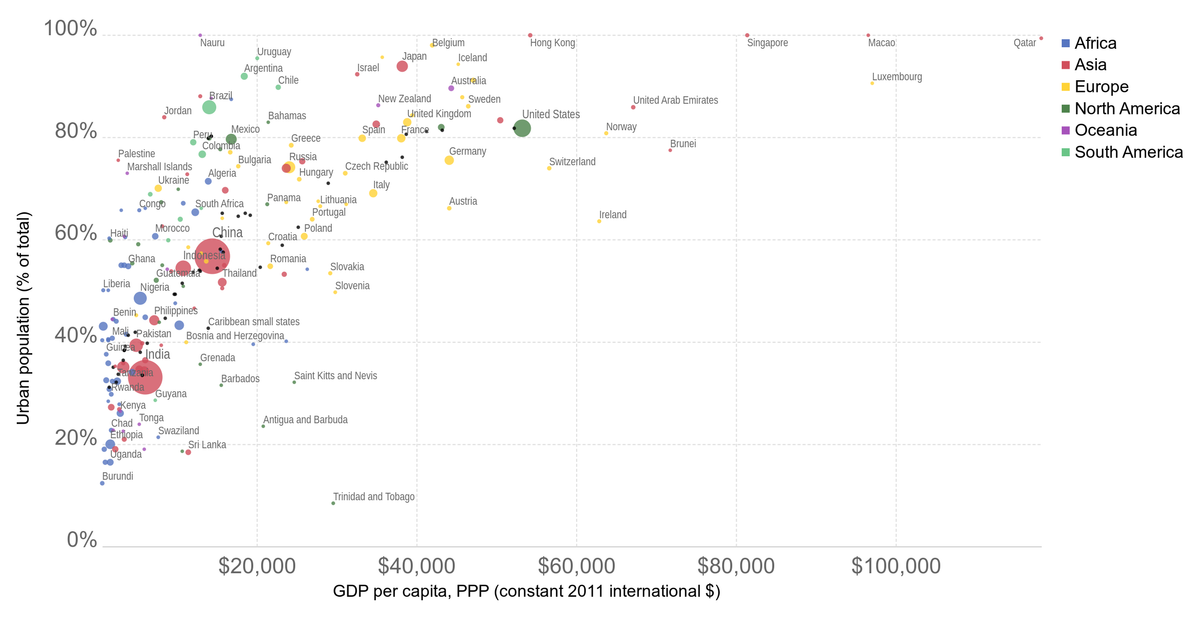 100%
80%
60%
40%
20%
0%
Urban population (% of total)
$20,000
$40,000
$60,000
$80,000
$100,000
GDP per capita, PPP (constant 2011 international $)
Africa
Asia
Europe
North America
Oceania
South America
Nauru
Belgium
Hong Kong
Singapore
Macao
Qatar
Uruguay
Argentina
Chile
Israel
Japan
Iceland
Australia
Luxembourg
Brazil
New Zealand
Sweden
United Arab Emirates
Jordan
Bahamas
United Kingdom
United States
Peru
Mexico
Spain
France
Norway
Colombia
Greece
Brunei
Palestine
Bulgaria
Russia
Germany
Switzerland
Marshall Islands
Algeria
Hungary
Czech Republic
Ukraine
Italy
Congo
South Africa
Panama
Lithuania
Austria
Portugal
Ireland
Haiti
Morocco
China
Croatia
Poland
Ghana
Indonesia
Romania
Slovakia
Guatemala
Thailand
Liberia
Nigeria
Slovenia
Benin
Philippines
Caribbean small states
Mali
Pakistan
Bosnia and Herzegovina
Guinea
India
Grenada
Tanzania
Barbados
Saint Kitts and Nevis
Rwanda
Guyana
Kenya
Tonga
Antigua and Barbuda
Chad
Ethiopia
Swaziland
Sri Lanka
Uganda
Burundi
Trinidad and Tobago